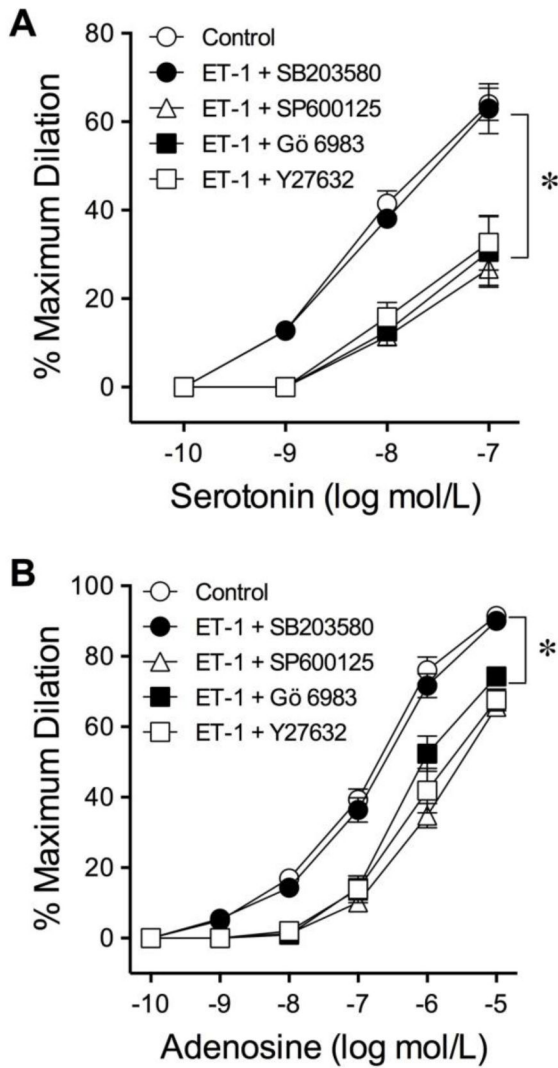 A
80
60
40
20
0
% Maximum Dilation
Control
ET-1 + SB203580
ET-1 + SP600125
ET-1 + Gö 6983
ET-1 + Y27632
*
-10 -9 -8 -7
Serotonin (log mol/L)
B
100
80
60
40
20
0
% Maximum Dilation
Control
ET-1 + SB203580
ET-1 + SP600125
ET-1 + Gö 6983
ET-1 + Y27632
*
-10 -9 -8 -7 -6 -5
Adenosine (log mol/L)